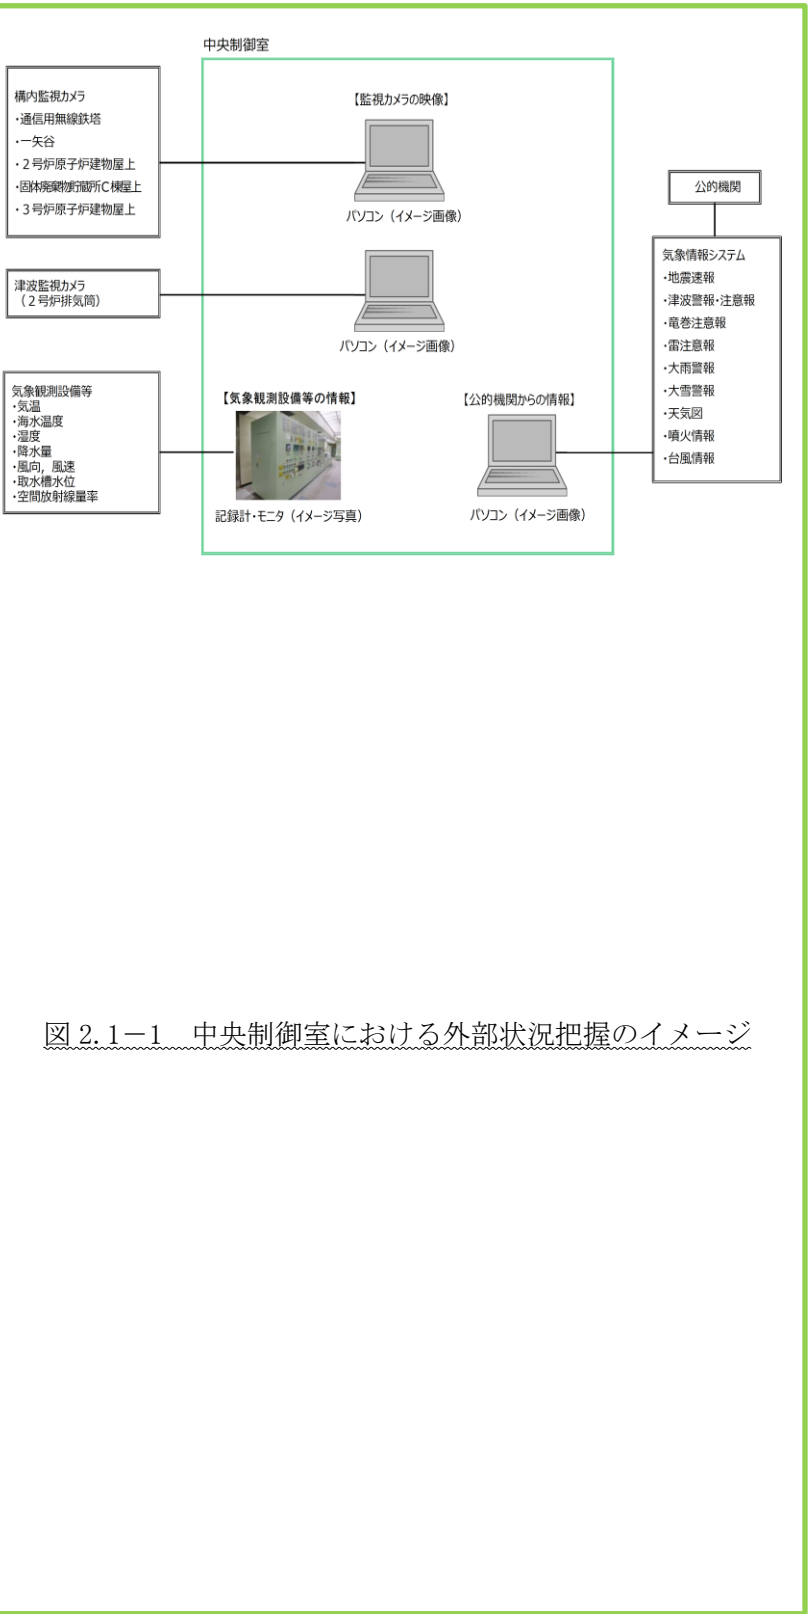 中央制御室
構内監視カメラ
・通信用無線鉄塔
・一矢谷
・２号炉原子炉建物屋上
・固体廃棄物貯蔵所Ｃ棟屋上
・３号炉原子炉建物屋上
【監視カメラの映像】
パソコン（イメージ画像）
津波監視カメラ
（２号炉排気筒）
パソコン（イメージ画像）
気象観測設備等
・気温
・海水温度
・湿度
・降水量
・風向，風速
・取水槽水位
・空間放射線量率
【気象観測設備等の情報】
記録計・モニタ（イメージ写真）
【公的機関からの情報】
パソコン（イメージ画像）
公的機関
気象情報システム
・地震速報
・津波警報・注意報
・竜巻注意報
・雷注意報
・大雨警報
・大雪警報
・天気図
・噴火情報
・台風情報
図 2.1－1　中央制御室における外部状況把握のイメージ